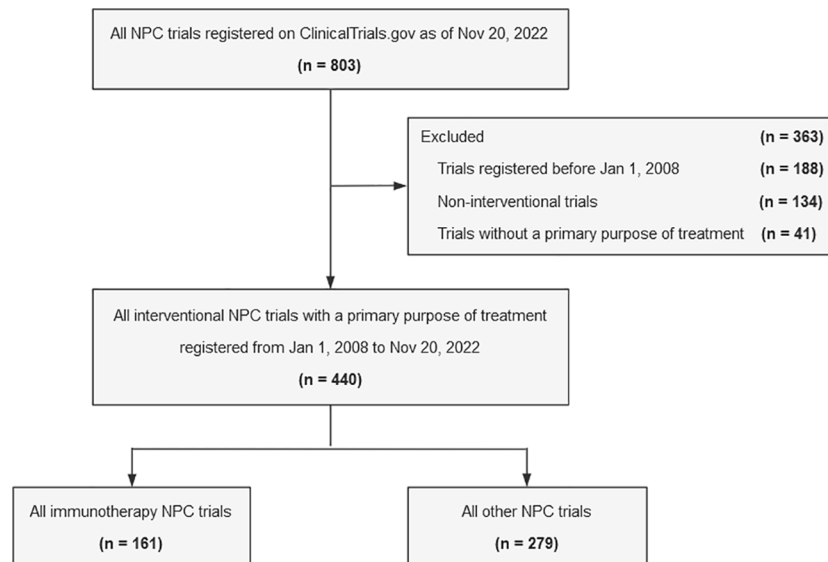 All NPC trials registered on ClinicalTrials.gov as of Nov 20, 2022
(n = 803)
Excluded (n = 363)
Trials registered before Jan 1, 2008 (n = 188)
Non-interventional trials (n = 134)
Trials without a primary purpose of treatment (n = 41)
All interventional NPC trials with a primary purpose of treatment
registered from Jan 1, 2008 to Nov 20, 2022
(n = 440)
All immunotherapy NPC trials
(n = 161)
All other NPC trials
(n = 279)